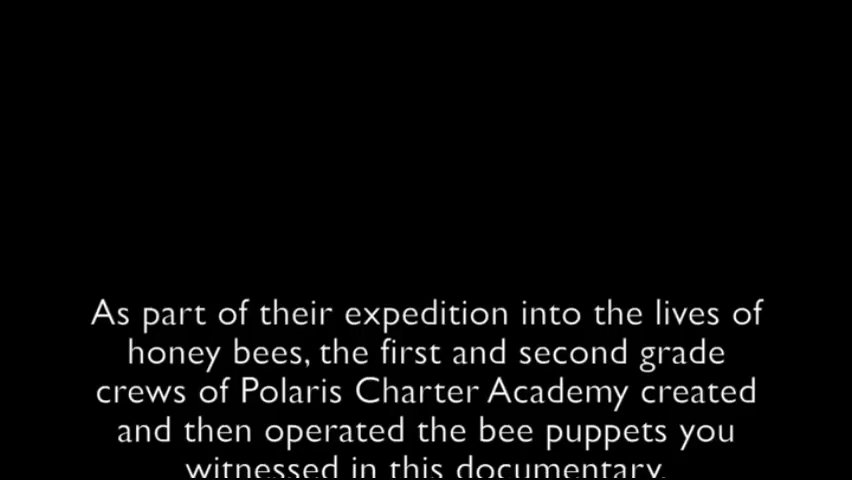 As part of their expedition into the lives of
honey bees, the first and second grade
crews of Polaris Charter Academy created
and then operated the bee puppets you
witnessed in this documentary.